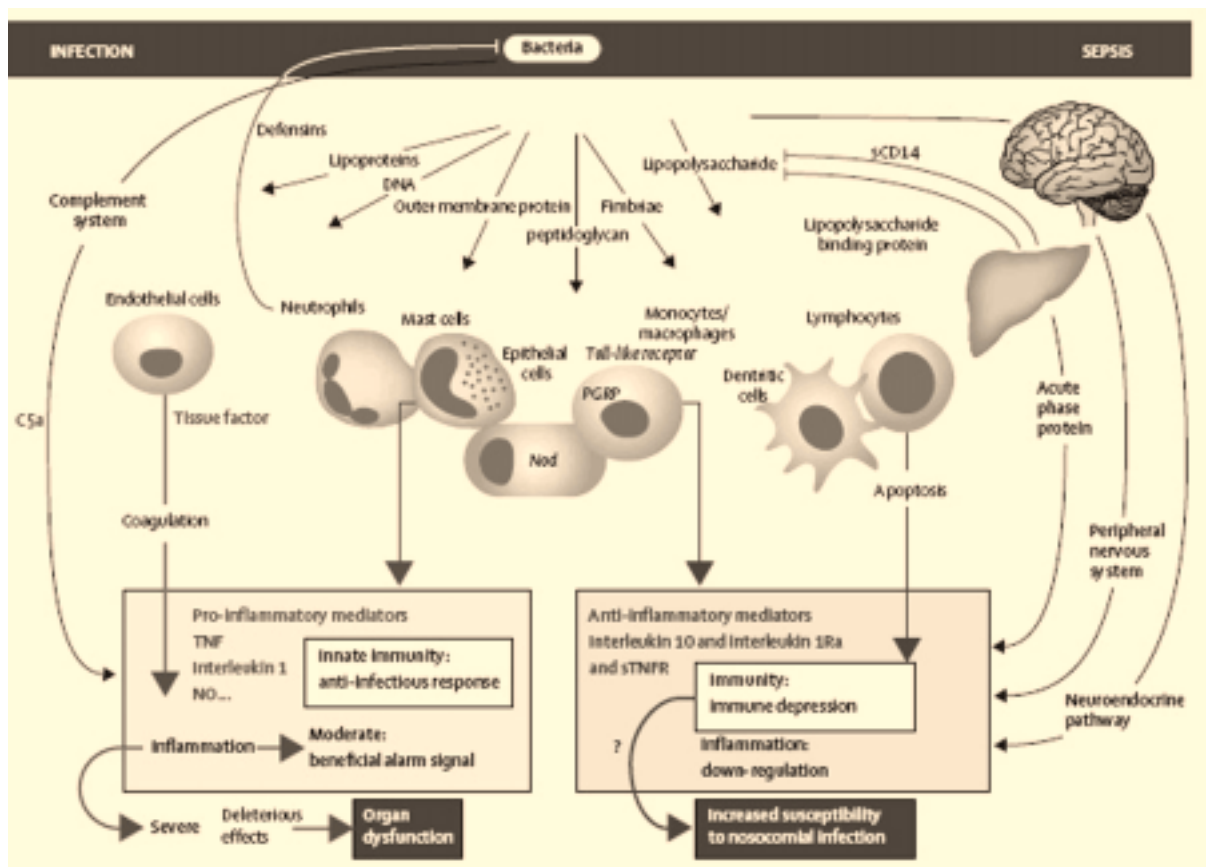 INFECTION
Bacteria
SEPSIS
Defensins
Lipoproteins
DNA
Outer membrane protein
Fimbriae
peptidoglycan
Lipopolysaccharide
sCD14
Complement
system
Lipopolysaccharide
binding protein
Endothelial cells
Neutrophils
Mast cells
Epithelial
cells
Monocytes/
macrophages
Toll-like receptor
PGRP
Lymphocytes
Dentritic
cells
C5a
Tissue factor
Nod
Acute
phase
protein
Apoptosis
Coagulation
Peripheral
nervous
system
Pro-inflammatory mediators
TNF
Interleukin 1
NO...
Innate immunity:
anti-infectious response
Inflammation
Moderate:
beneficial alarm signal
Severe
Deleterious
effects
Organ
dysfunction
Anti-inflammatory mediators
Interleukin 10 and Interleukin 1Ra
and sTNFR
Immunity:
immune depression
?
Inflammation:
down-regulation
Neuroendocrine
pathway
Increased susceptibility
to nosocomial infection